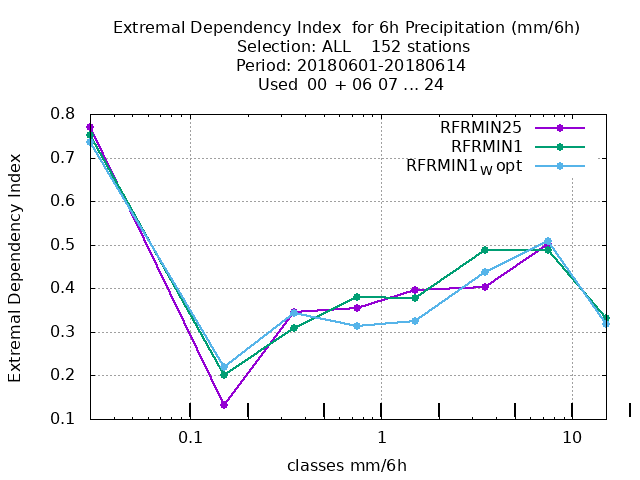 Extremal Dependency Index  for 6h Precipitation (mm/6h)
Selection: ALL    152 stations
Period: 20180601-20180614
Used  00 + 06 07 ... 24
RFRMIN25
RFRMIN1
RFRMIN1W opt
Extremal Dependency Index
0.8
0.7
0.6
0.5
0.4
0.3
0.2
0.1
0.1 1 10
classes mm/6h